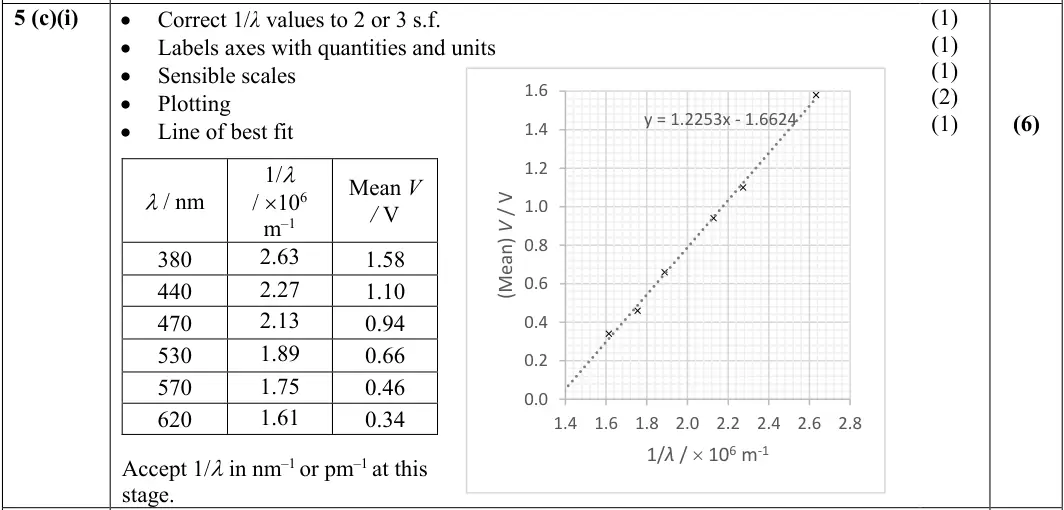 5 (c)(i)
• Correct 1/λ values to 2 or 3 s.f. (1)
• Labels axes with quantities and units (1)
• Sensible scales (1)
• Plotting (2)
• Line of best fit (1) (6)
λ / nm 1/λ / ×10⁶ m⁻¹ Mean V / V
380 2.63 1.58
440 2.27 1.10
470 2.13 0.94
530 1.89 0.66
570 1.75 0.46
620 1.61 0.34
Accept 1/λ in nm⁻¹ or pm⁻¹ at this
stage.
y = 1.2253x - 1.6624
(Mean) V / V
1.6
1.4
1.2
1.0
0.8
0.6
0.4
0.2
0.0
1.4 1.6 1.8 2.0 2.2 2.4 2.6 2.8
1/λ / × 10⁶ m⁻¹